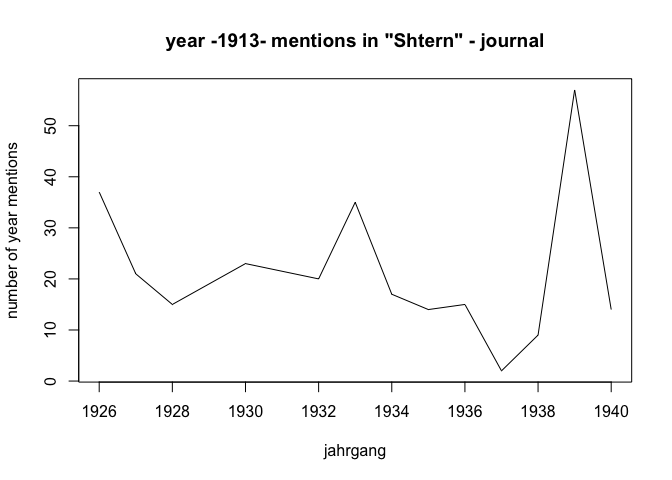 year -1913- mentions in "Shtern" - journal
number of year mentions
50
40
30
20
10
0
1926 1928 1930 1932 1934 1936 1938 1940
jahrgang